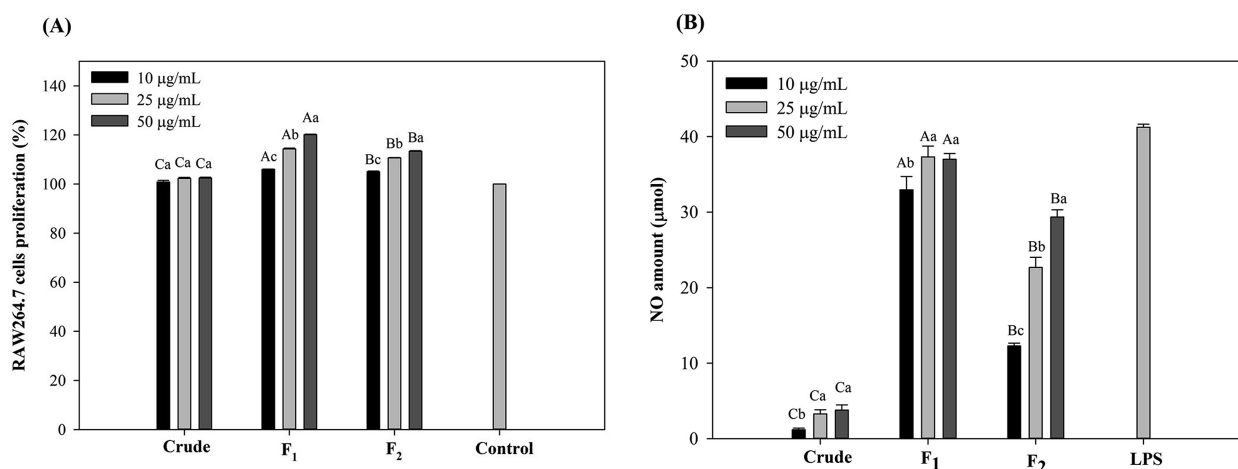 (A)
RAW264.7 cells proliferation (%)
140
120
100
80
60
40
20
0
10 µg/mL
25 µg/mL
50 µg/mL
Ca Ca Ca
Ac Ab Aa
Bc Bb Ba
Crude F₁ F₂ Control
(B)
NO amount (µmol)
50
40
30
20
10
0
10 µg/mL
25 µg/mL
50 µg/mL
Cb Ca Ca
Ab Aa Aa
Bc Bb Ba
Crude F₁ F₂ LPS